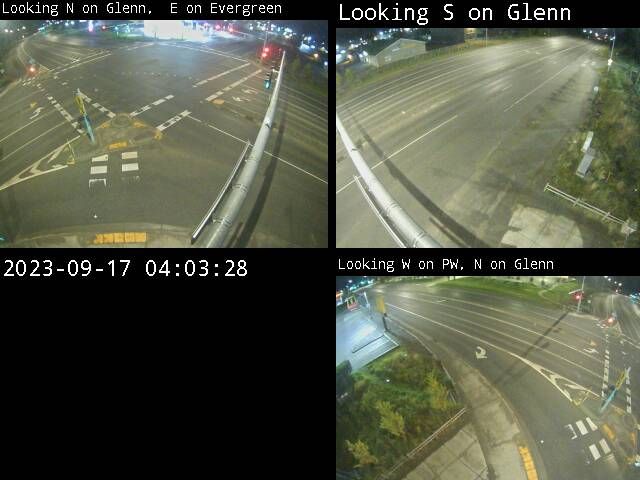 Looking N on Glenn, E on Evergreen
Looking S on Glenn
2023-09-17 04:03:28
Looking W on PW, N on Glenn